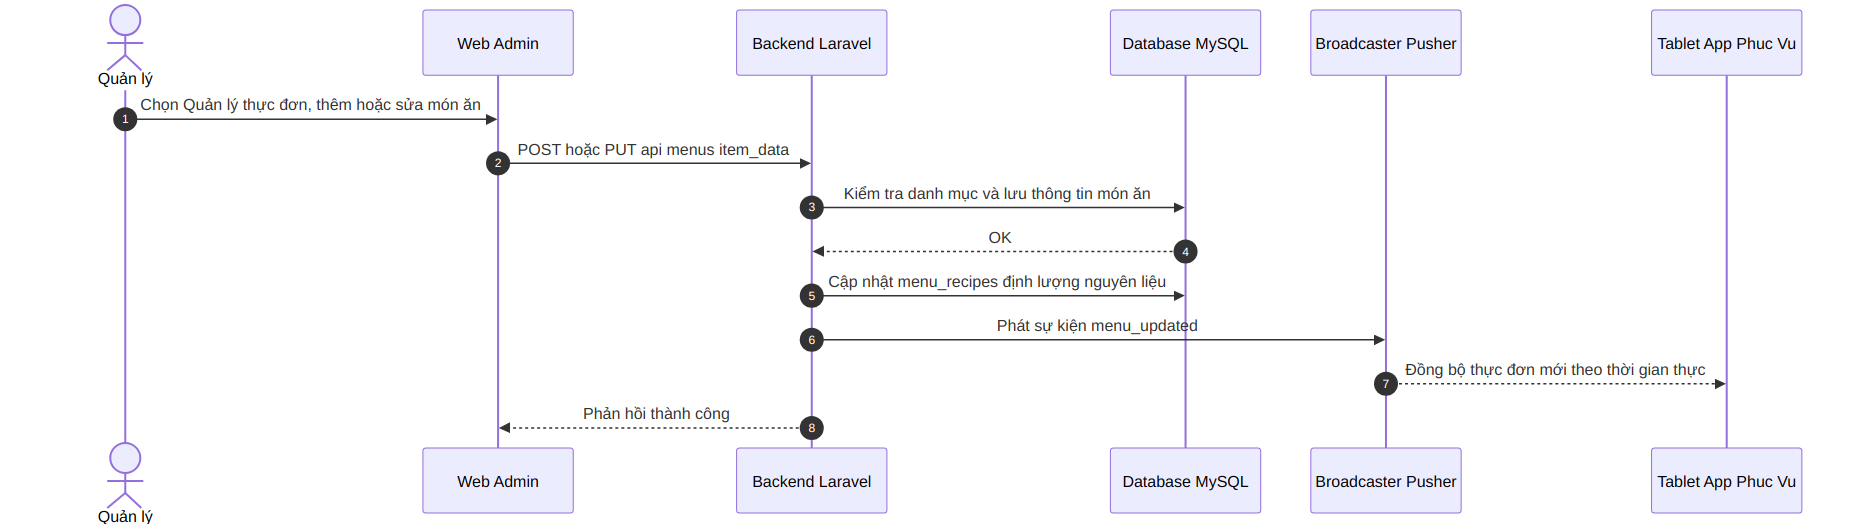 Quản lý
Web Admin
Backend Laravel
Database MySQL
Broadcaster Pusher
Tablet App Phuc Vu
1
Chọn Quản lý thực đơn, thêm hoặc sửa món ăn
2
POST hoặc PUT api menus item_data
3
Kiểm tra danh mục và lưu thông tin món ăn
OK
4
5
Cập nhật menu_recipes định lượng nguyên liệu
6
Phát sự kiện menu_updated
7
Đồng bộ thực đơn mới theo thời gian thực
Phản hồi thành công
8
Quản lý
Web Admin
Backend Laravel
Database MySQL
Broadcaster Pusher
Tablet App Phuc Vu